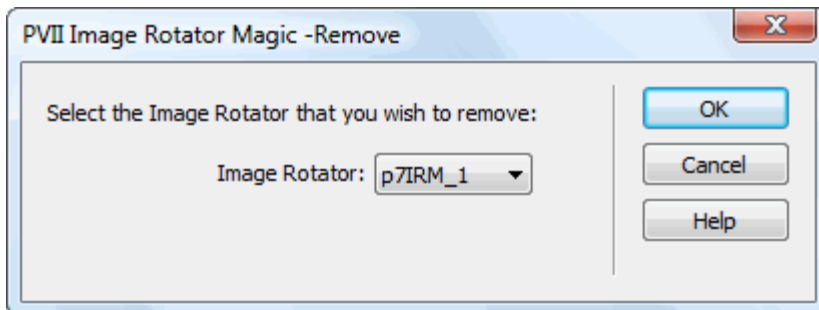 PVII Image Rotator Magic -Remove
Select the Image Rotator that you wish to remove:
Image Rotator: p7IRM_1
OK
Cancel
Help